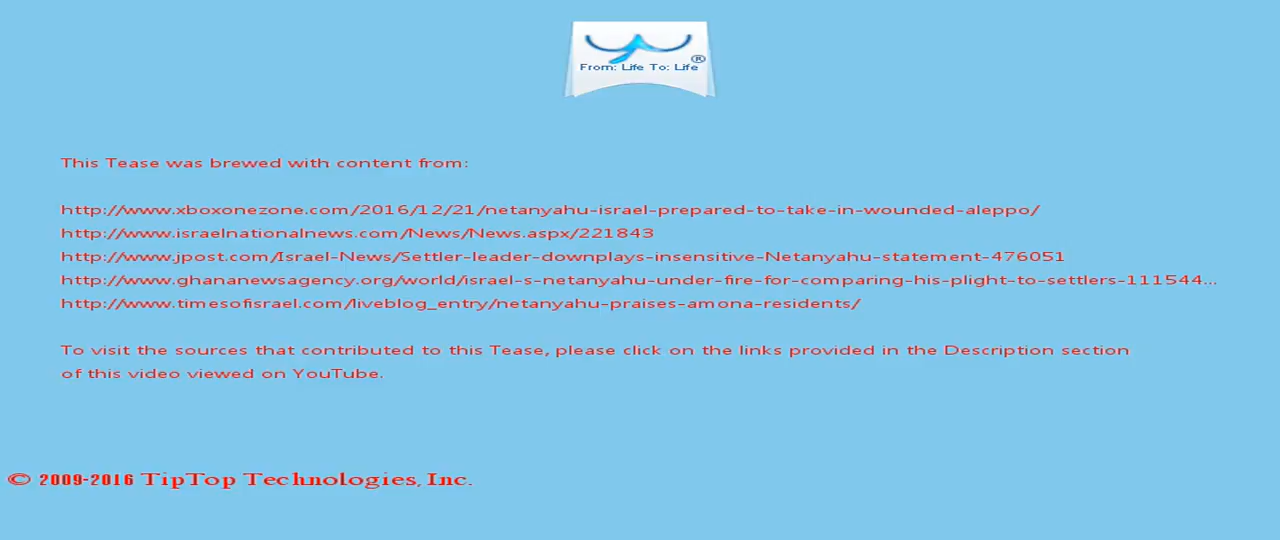 From: Life To: Life ®
This Tease was brewed with content from:
http://www.xboxonezone.com/2016/12/21/netanyahu-israel-prepared-to-take-in-wounded-aleppo/
http://www.israelnationalnews.com/News/News.aspx/221843
http://www.jpost.com/Israel-News/Settler-leader-downplays-insensitive-Netanyahu-statement-476051
http://www.ghananewsagency.org/world/israel-s-netanyahu-under-fire-for-comparing-his-plight-to-settlers-111544...
http://www.timesofisrael.com/liveblog_entry/netanyahu-praises-amona-residents/
To visit the sources that contributed to this Tease, please click on the links provided in the Description section
of this video viewed on YouTube.
© 2009-2016 TipTop Technologies, Inc.